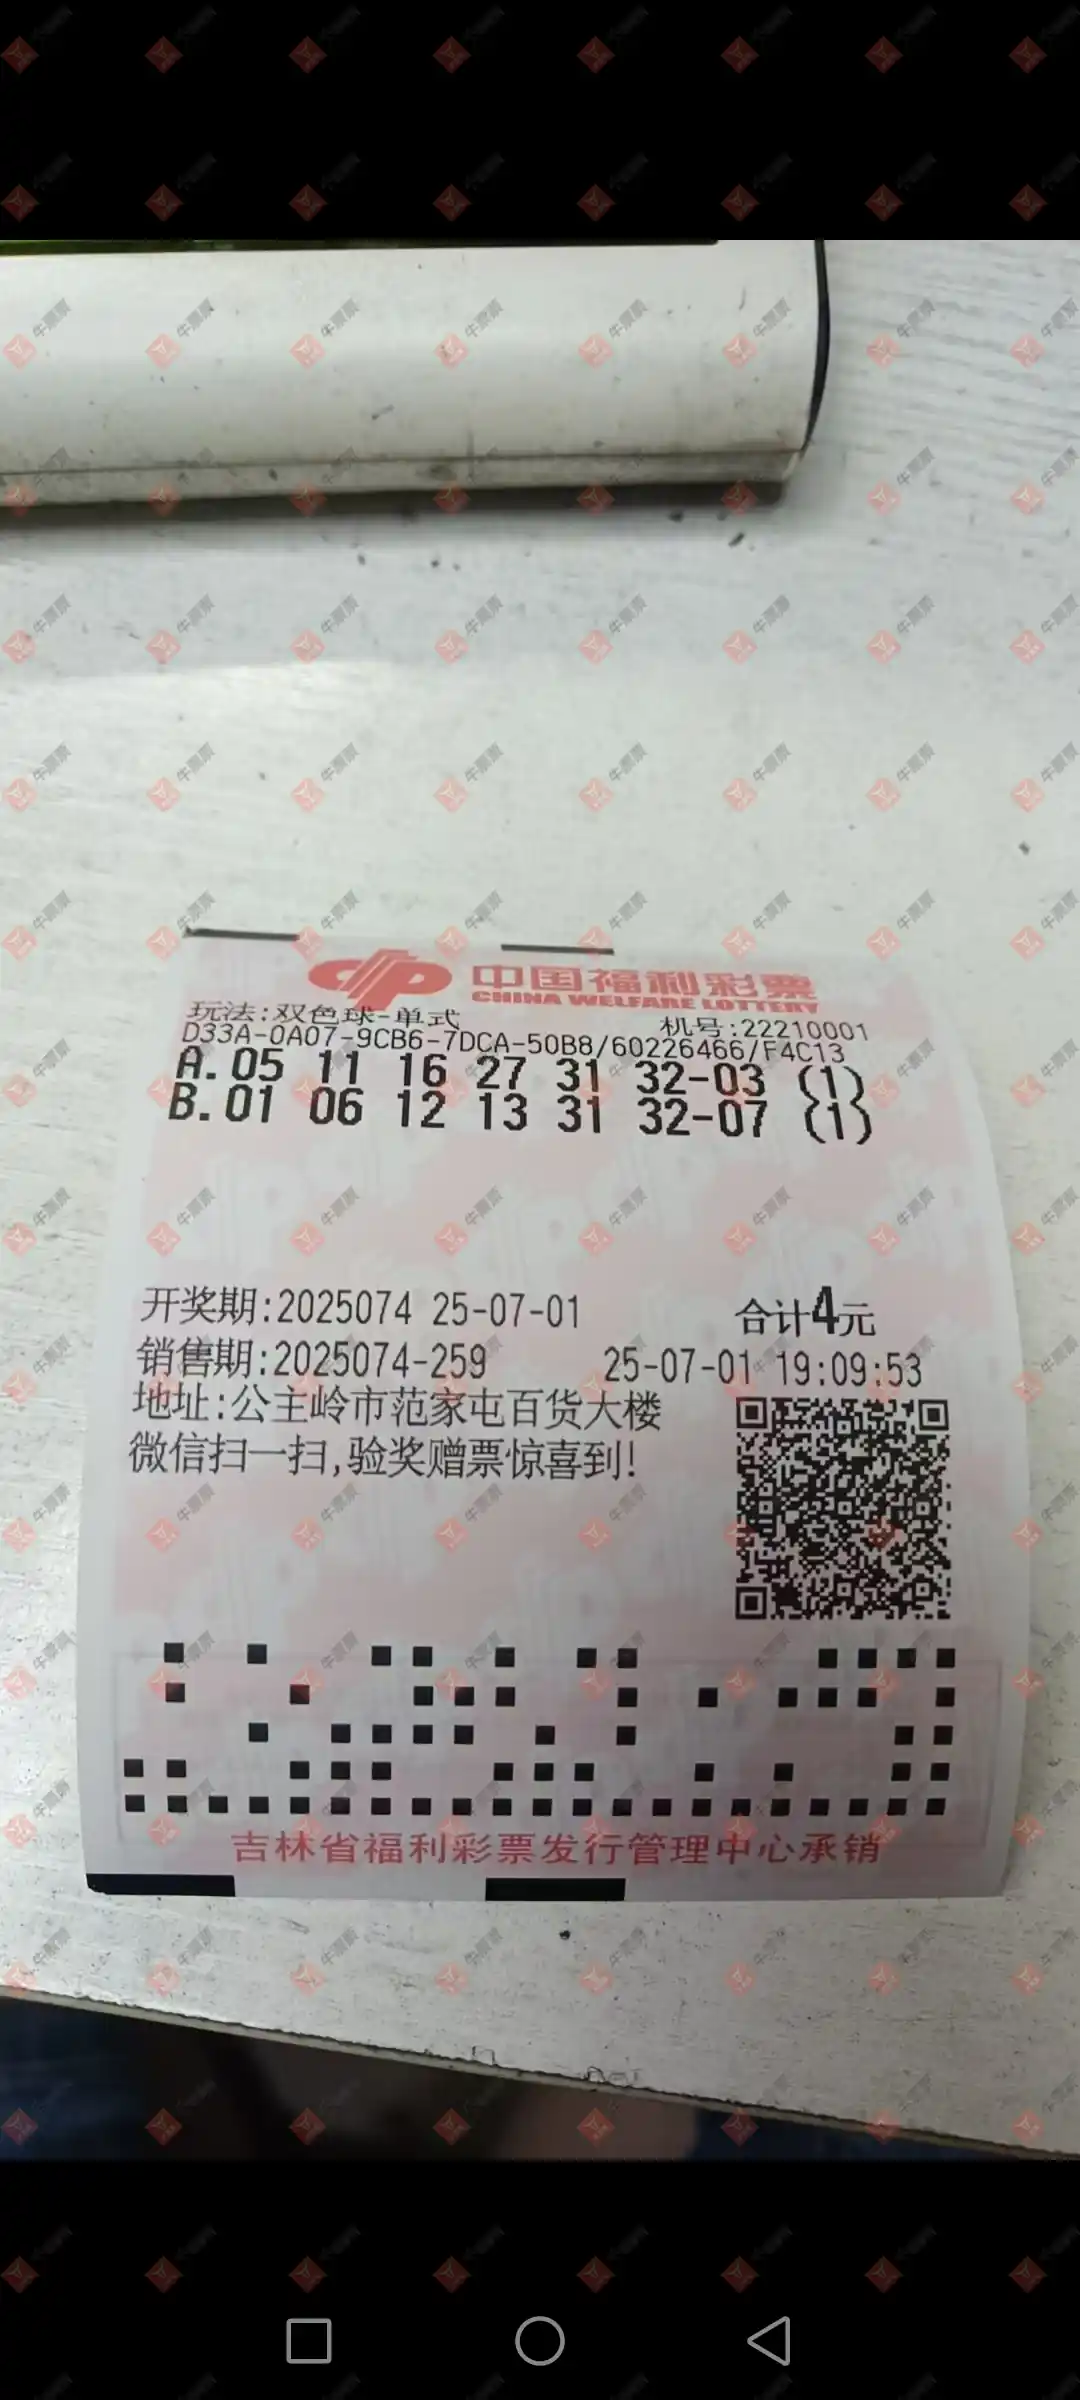 中国福利彩票
CHINA WELFARE LOTTERY
玩法:双色球-单式 机号:22210001
D33A-0A07-9CB6-7DCA-50B8/60226466/F4C13
A.05 11 16 27 31 32-03 (1)
B.01 06 12 13 31 32-07 (1)
开奖期:2025074 25-07-01 合计4元
销售期:2025074-259 25-07-01 19:09:53
地址:公主岭市范家屯百货大楼
微信扫一扫,验奖赠票惊喜到!
吉林省福利彩票发行管理中心承销
牛票票